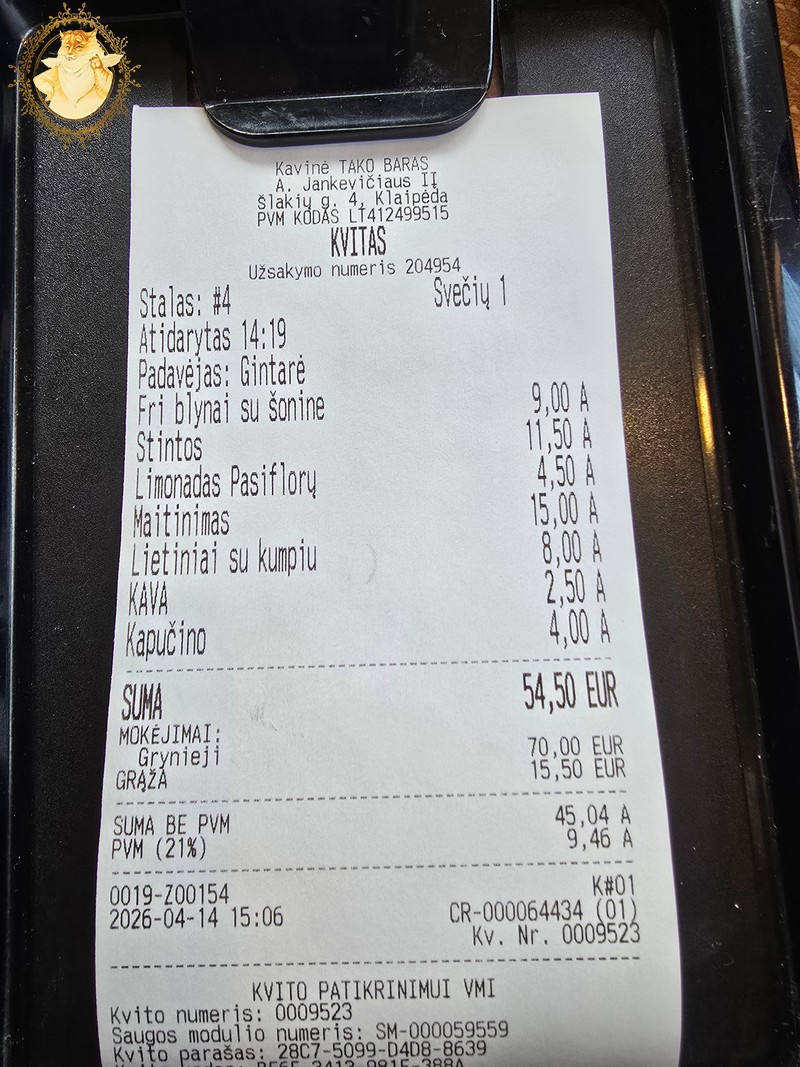 Kavinė TAKO BARAS
A. Jankevičiaus IĮ
šlakių g. 4, Klaipėda
PVM KODAS LT412499515
KVITAS
Užsakymo numeris 204954
Stalas: #4 Svečių 1
Atidarytas 14:19
Padavėjas: Gintarė
Fri blynai su šonine 9,00 A
Stintos 11,50 A
Limonadas Pasiflorų 4,50 A
Maitinimas 15,00 A
Lietiniai su kumpiu 8,00 A
KAVA 2,50 A
Kapučino 4,00 A
SUMA 54,50 EUR
MOKĖJIMAI:
Grynieji 70,00 EUR
GRĄŽA 15,50 EUR
SUMA BE PVM 45,04 A
PVM (21%) 9,46 A
0019-Z00154 K#01
2026-04-14 15:06 CR-000064434 (01)
Kv. Nr. 0009523
KVITO PATIKRINIMUI VMI
Kvito numeris: 0009523
Saugos modulio numeris: SM-000059559
Kvito parašas: 28C7-5099-D4D8-8639